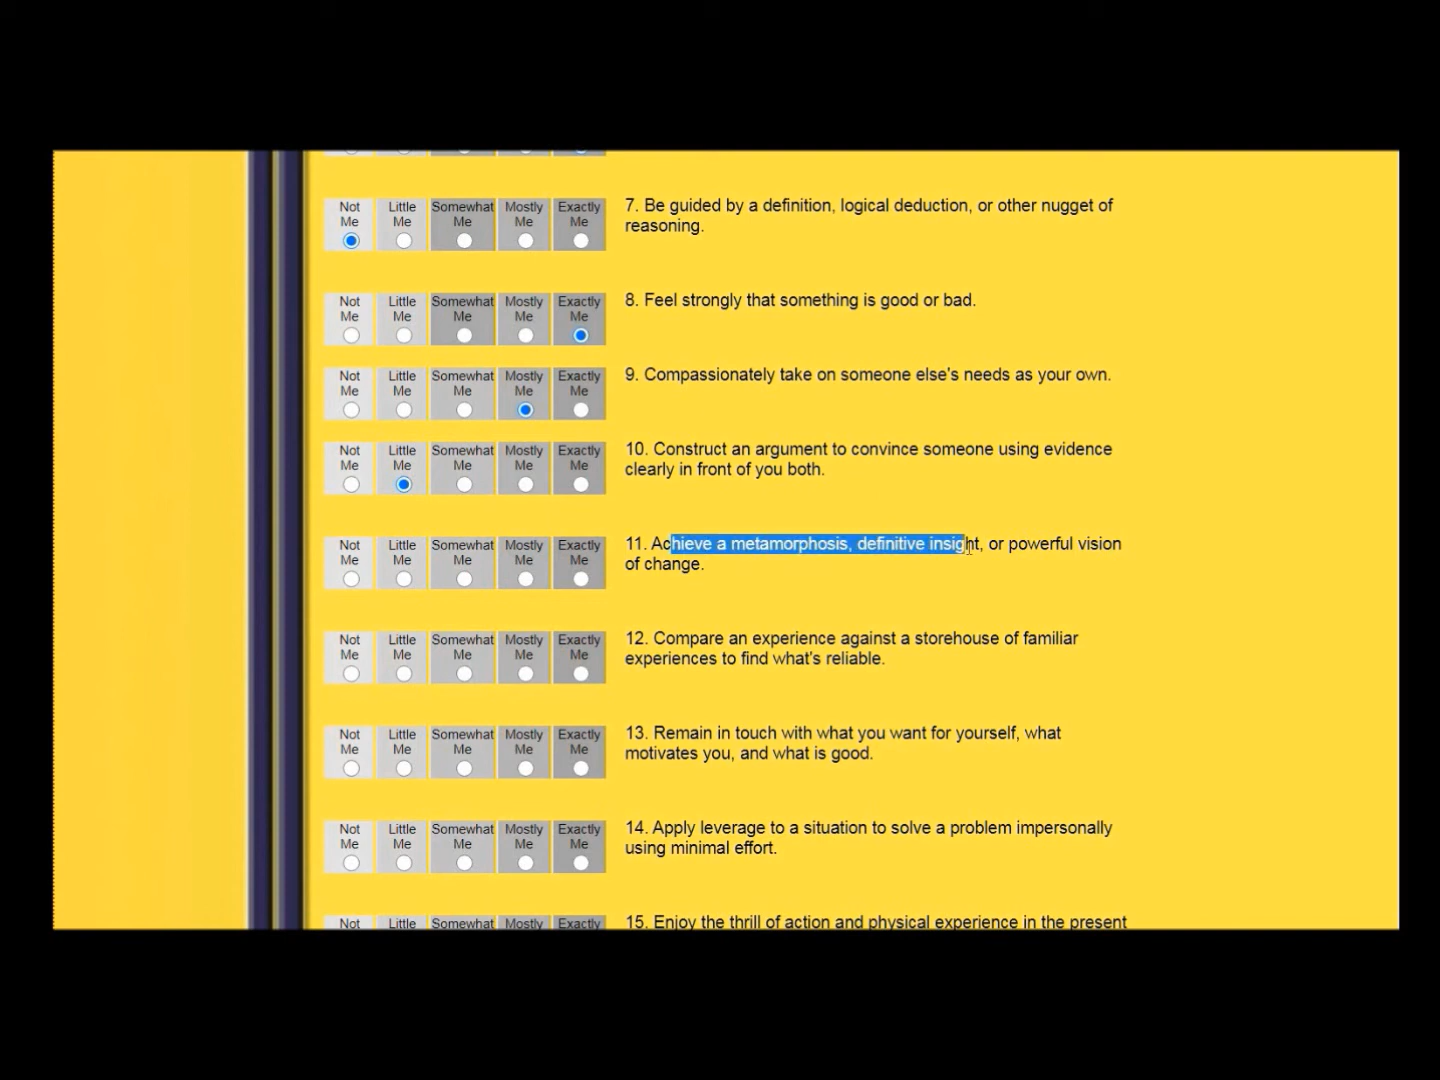 Not Little Somewhat Mostly Exactly
Me Me Me Me Me
7. Be guided by a definition, logical deduction, or other nugget of
reasoning.
Not Little Somewhat Mostly Exactly
Me Me Me Me Me
8. Feel strongly that something is good or bad.
Not Little Somewhat Mostly Exactly
Me Me Me Me Me
9. Compassionately take on someone else's needs as your own.
Not Little Somewhat Mostly Exactly
Me Me Me Me Me
10. Construct an argument to convince someone using evidence
clearly in front of you both.
Not Little Somewhat Mostly Exactly
Me Me Me Me Me
11. Achieve a metamorphosis, definitive insight, or powerful vision
of change.
Not Little Somewhat Mostly Exactly
Me Me Me Me Me
12. Compare an experience against a storehouse of familiar
experiences to find what's reliable.
Not Little Somewhat Mostly Exactly
Me Me Me Me Me
13. Remain in touch with what you want for yourself, what
motivates you, and what is good.
Not Little Somewhat Mostly Exactly
Me Me Me Me Me
14. Apply leverage to a situation to solve a problem impersonally
using minimal effort.
Not Little Somewhat Mostly Exactly
15. Enjoy the thrill of action and physical experience in the present